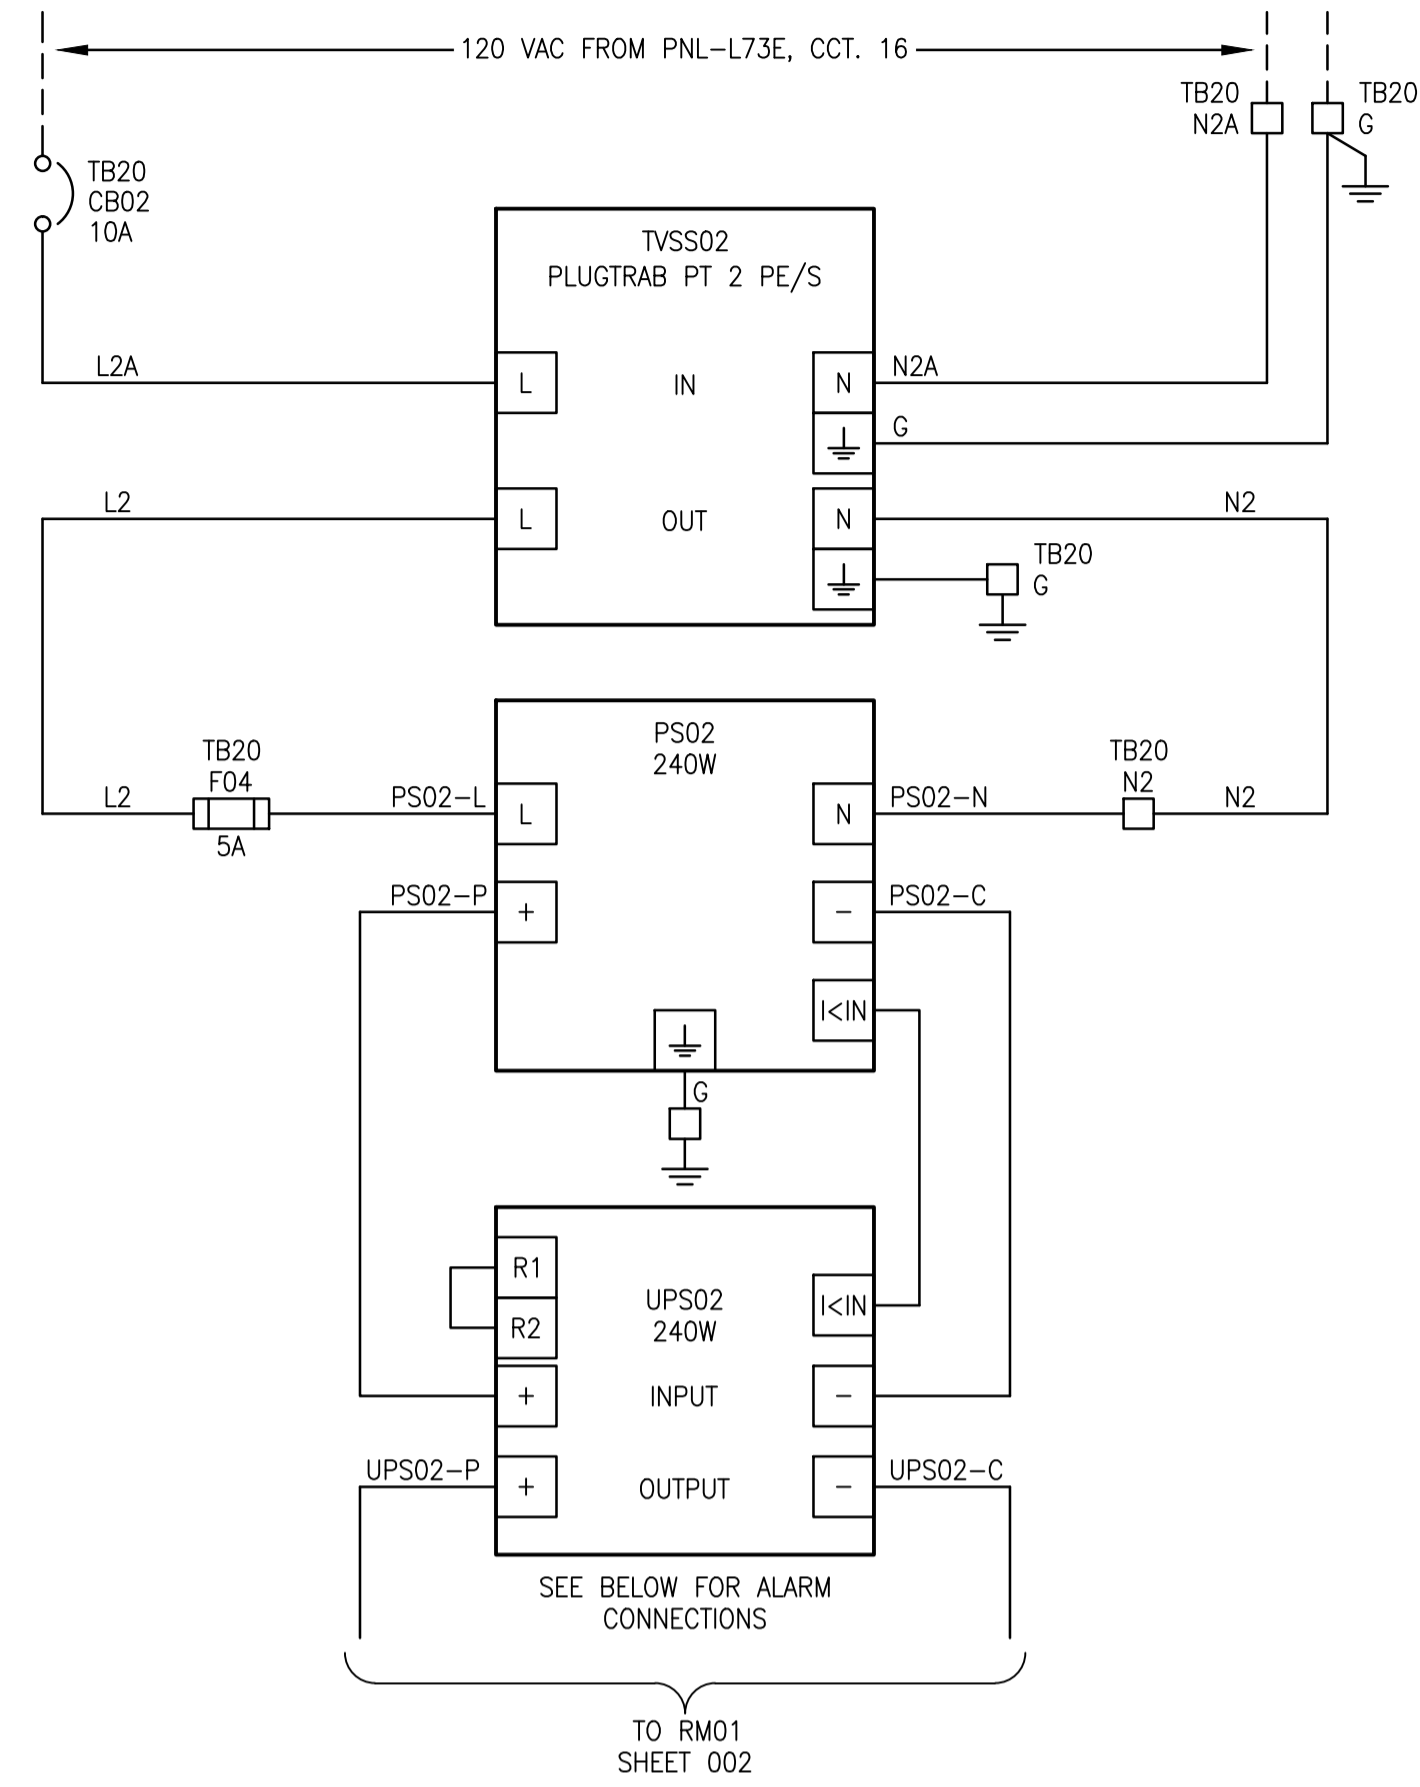 120 VAC FROM PNL-L73E, CCT. 16
TB20
N2A
TB20
G
TB20
CB02
10A
TVSS02
PLUGTRAB PT 2 PE/S
L2A
L
IN
N
N2A
G
L2
L
OUT
N
N2
TB20
G
PS02
240W
TB20
F04
5A
L2
PS02-L
L
N
PS02-N
TB20
N2
N2
PS02-P
+
-
PS02-C
I<IN
G
R1
R2
UPS02
240W
I<IN
+
INPUT
-
UPS02-P
+
OUTPUT
-
UPS02-C
SEE BELOW FOR ALARM
CONNECTIONS
TO RM01
SHEET 002